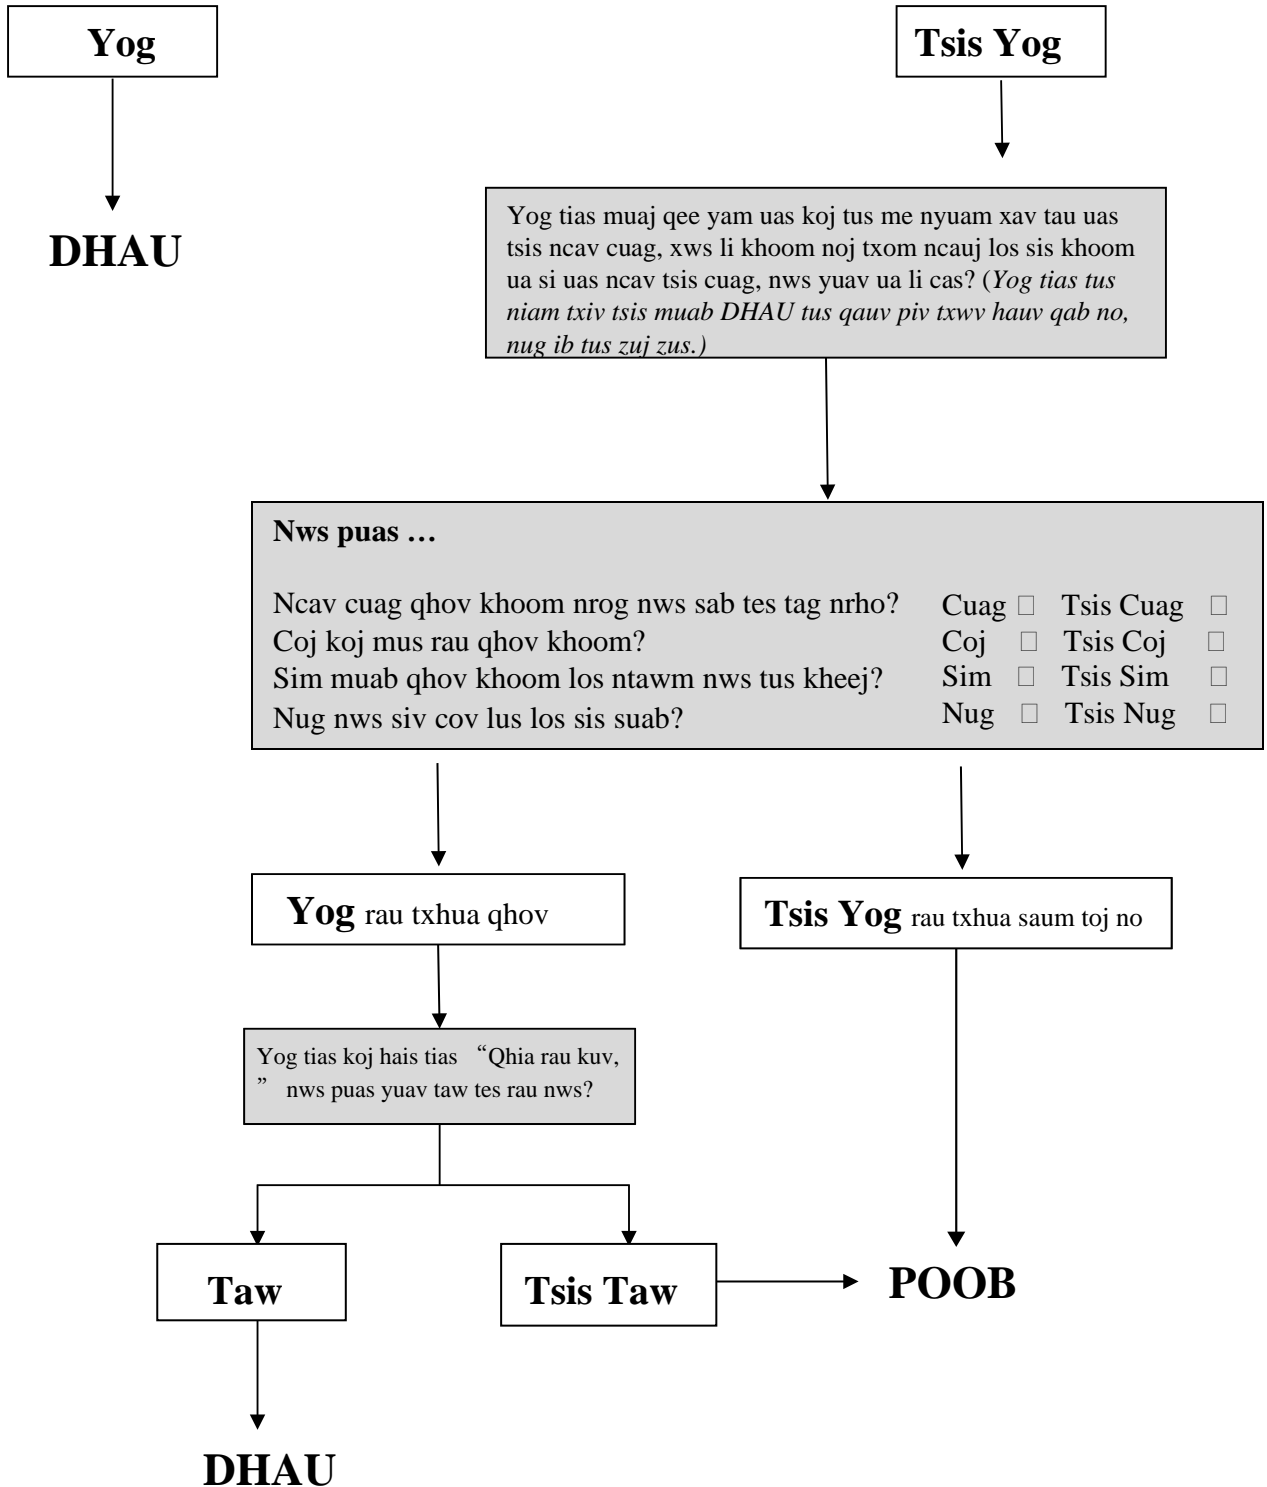 Yog
Tsis Yog
DHAU
Yog tias muaj qee yam uas koj tus me nyuam xav tau uas
tsis ncav cuag, xws li khoom noj txom ncauj los sis khoom
ua si uas ncav tsis cuag, nws yuav ua li cas? (Yog tias tus
niam txiv tsis muab DHAU tus qauv piv txwv hauv qab no,
nug ib tus zuj zus.)
Nws puas …
Ncav cuag qhov khoom nrog nws sab tes tag nrho? Cuag □ Tsis Cuag □
Coj koj mus rau qhov khoom? Coj □ Tsis Coj □
Sim muab qhov khoom los ntawm nws tus kheej? Sim □ Tsis Sim □
Nug nws siv cov lus los sis suab? Nug □ Tsis Nug □
Yog rau txhua qhov
Tsis Yog rau txhua saum toj no
Yog tias koj hais tias “Qhia rau kuv,
” nws puas yuav taw tes rau nws?
Taw
Tsis Taw
POOB
DHAU